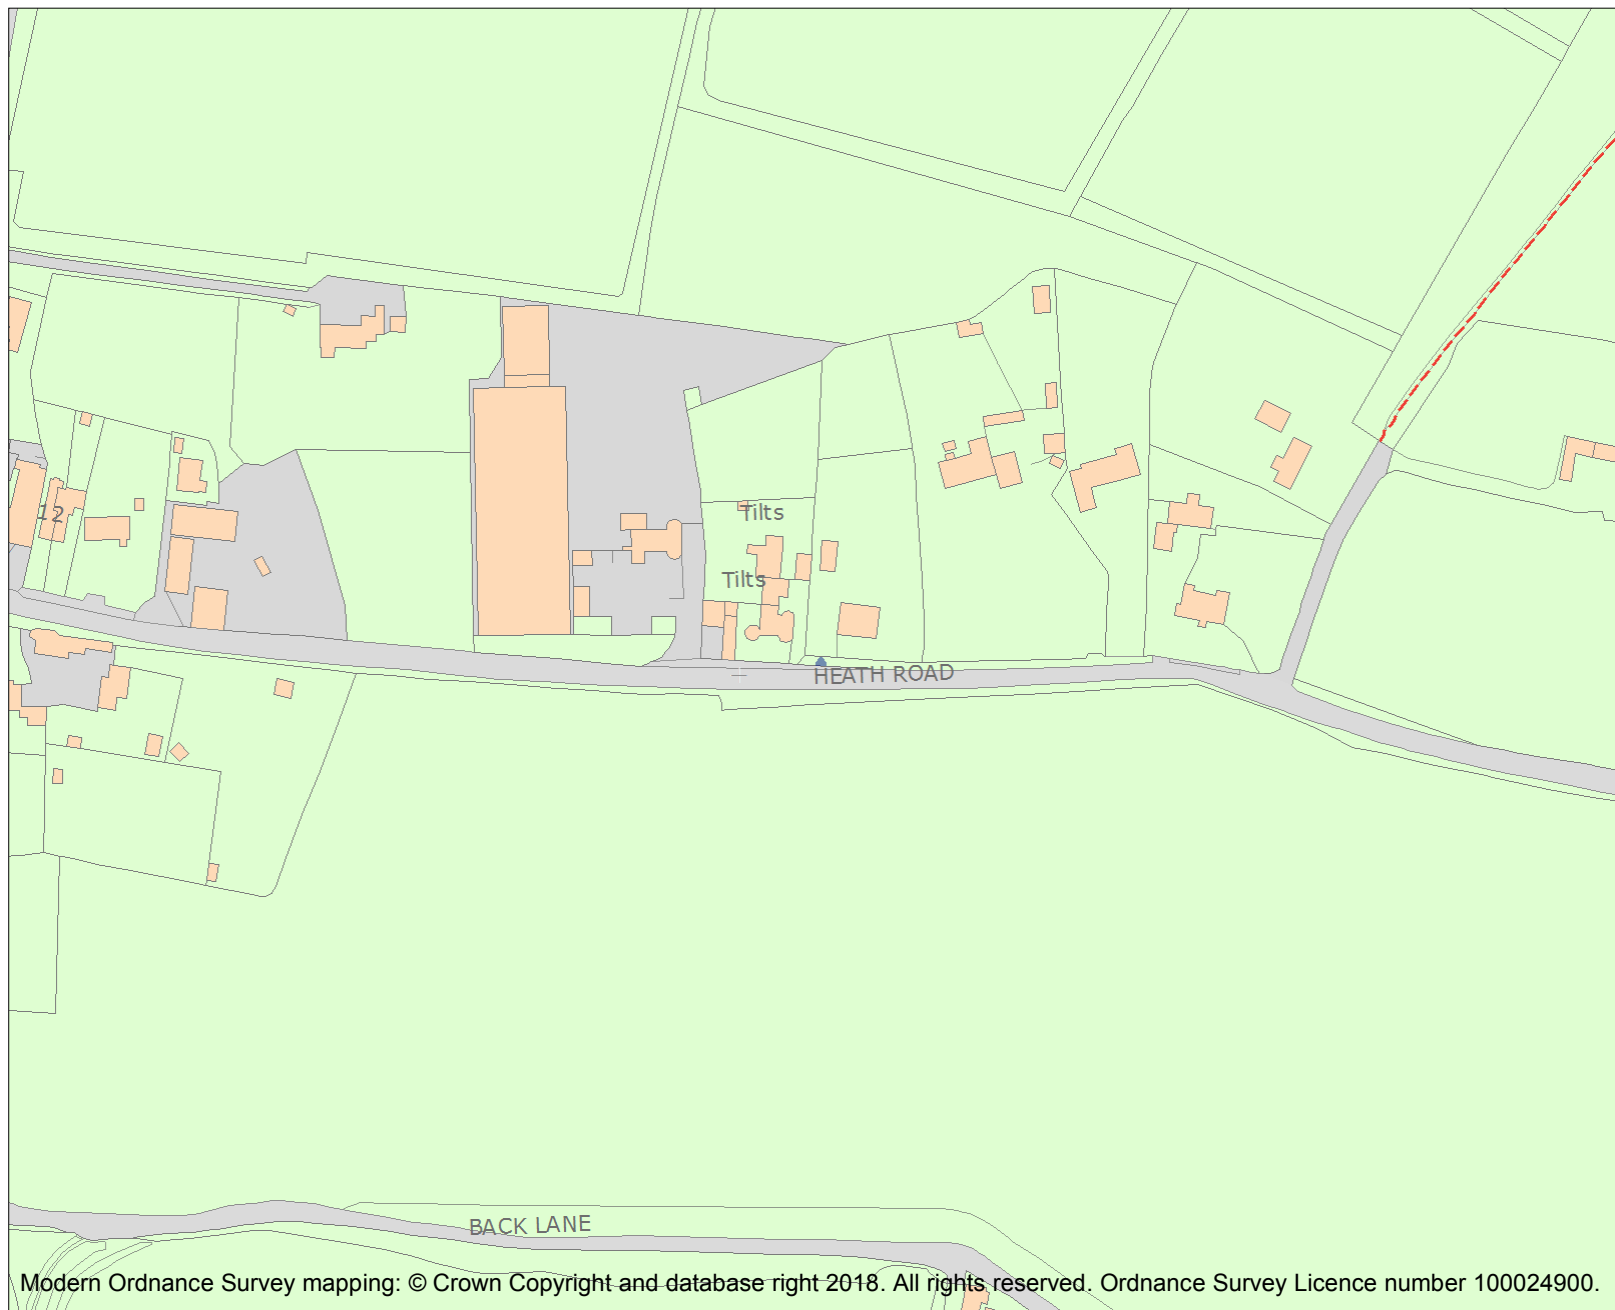 12
Tilts
Tilts
HEATH ROAD
BACK LANE
Modern Ordnance Survey mapping: © Crown Copyright and database right 2018. All rights reserved. Ordnance Survey Licence number 100024900.